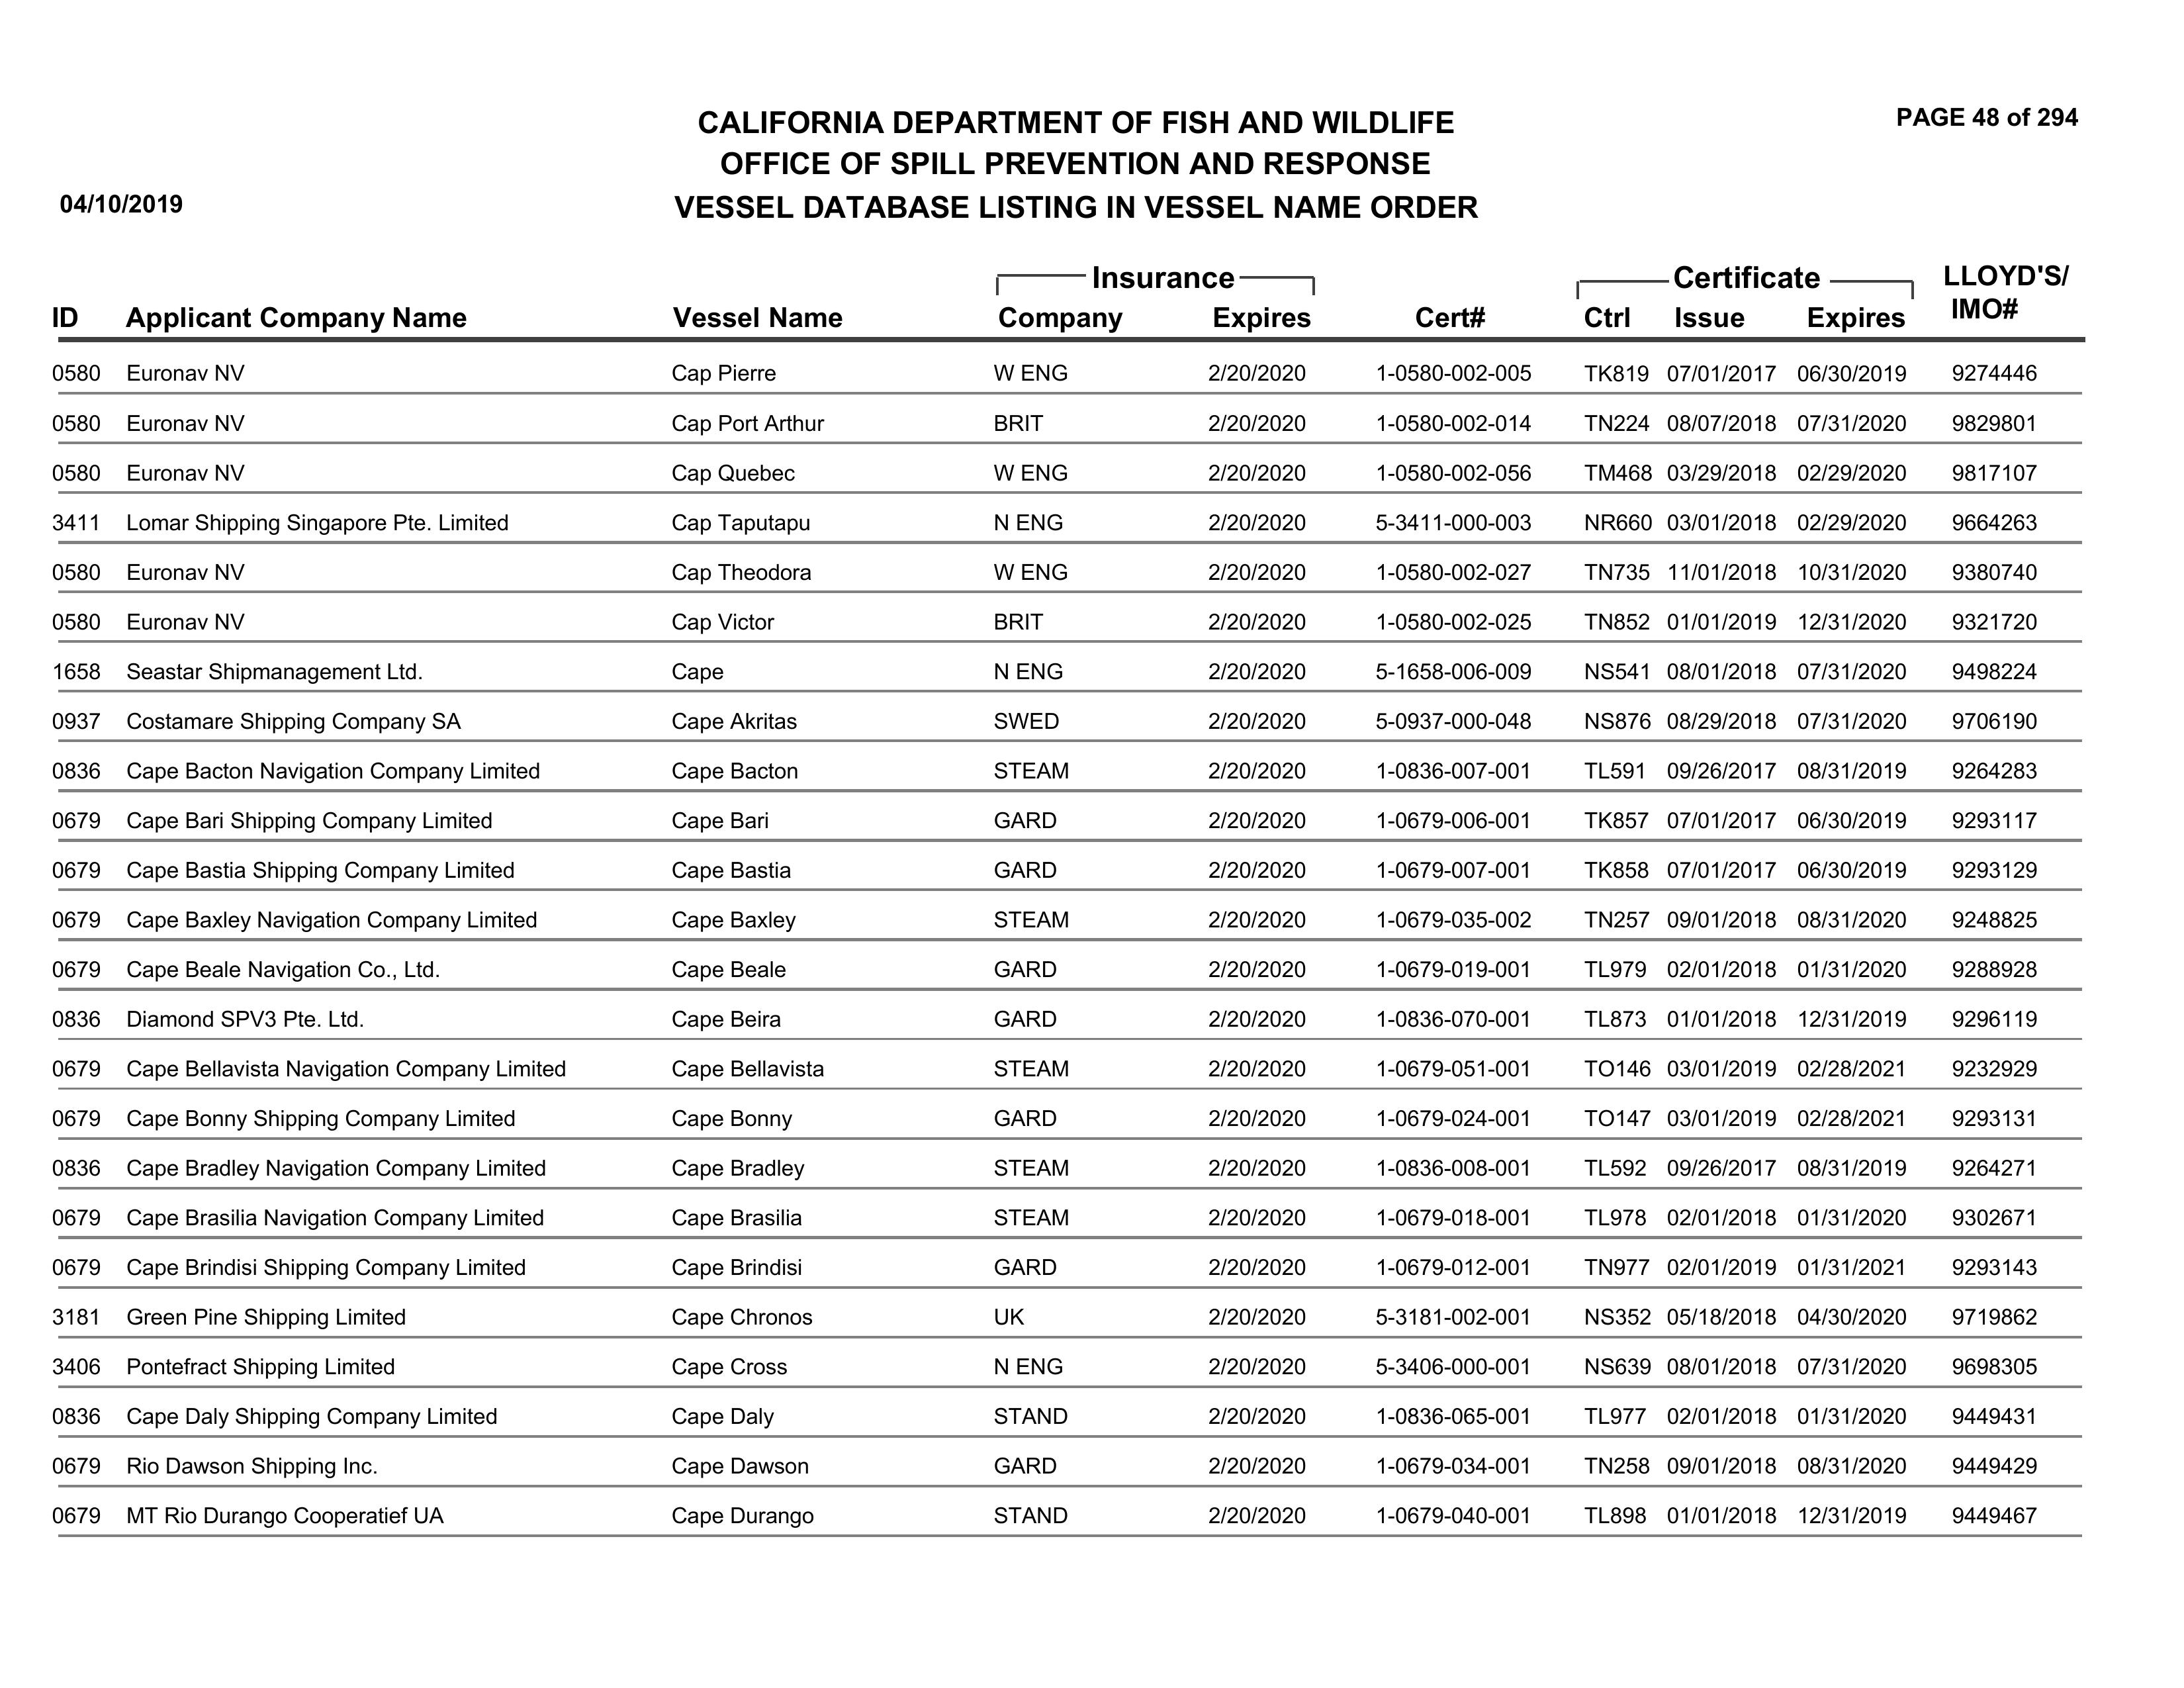 PAGE 48 of 294
CALIFORNIA DEPARTMENT OF FISH AND WILDLIFE
OFFICE OF SPILL PREVENTION AND RESPONSE
04/10/2019 VESSEL DATABASE LISTING IN VESSEL NAME ORDER
Insurance Certificate LLOYD'S/
ID Applicant Company Name Vessel Name Company Expires Cert# Ctrl Issue Expires IMO#
0580 Euronav NV Cap Pierre W ENG 2/20/2020 1-0580-002-005 TK819 07/01/2017 06/30/2019 9274446
0580 Euronav NV Cap Port Arthur BRIT 2/20/2020 1-0580-002-014 TN224 08/07/2018 07/31/2020 9829801
0580 Euronav NV Cap Quebec W ENG 2/20/2020 1-0580-002-056 TM468 03/29/2018 02/29/2020 9817107
3411 Lomar Shipping Singapore Pte. Limited Cap Taputapu N ENG 2/20/2020 5-3411-000-003 NR660 03/01/2018 02/29/2020 9664263
0580 Euronav NV Cap Theodora W ENG 2/20/2020 1-0580-002-027 TN735 11/01/2018 10/31/2020 9380740
0580 Euronav NV Cap Victor BRIT 2/20/2020 1-0580-002-025 TN852 01/01/2019 12/31/2020 9321720
1658 Seastar Shipmanagement Ltd. Cape N ENG 2/20/2020 5-1658-006-009 NS541 08/01/2018 07/31/2020 9498224
0937 Costamare Shipping Company SA Cape Akritas SWED 2/20/2020 5-0937-000-048 NS876 08/29/2018 07/31/2020 9706190
0836 Cape Bacton Navigation Company Limited Cape Bacton STEAM 2/20/2020 1-0836-007-001 TL591 09/26/2017 08/31/2019 9264283
0679 Cape Bari Shipping Company Limited Cape Bari GARD 2/20/2020 1-0679-006-001 TK857 07/01/2017 06/30/2019 9293117
0679 Cape Bastia Shipping Company Limited Cape Bastia GARD 2/20/2020 1-0679-007-001 TK858 07/01/2017 06/30/2019 9293129
0679 Cape Baxley Navigation Company Limited Cape Baxley STEAM 2/20/2020 1-0679-035-002 TN257 09/01/2018 08/31/2020 9248825
0679 Cape Beale Navigation Co., Ltd. Cape Beale GARD 2/20/2020 1-0679-019-001 TL979 02/01/2018 01/31/2020 9288928
0836 Diamond SPV3 Pte. Ltd. Cape Beira GARD 2/20/2020 1-0836-070-001 TL873 01/01/2018 12/31/2019 9296119
0679 Cape Bellavista Navigation Company Limited Cape Bellavista STEAM 2/20/2020 1-0679-051-001 TO146 03/01/2019 02/28/2021 9232929
0679 Cape Bonny Shipping Company Limited Cape Bonny GARD 2/20/2020 1-0679-024-001 TO147 03/01/2019 02/28/2021 9293131
0836 Cape Bradley Navigation Company Limited Cape Bradley STEAM 2/20/2020 1-0836-008-001 TL592 09/26/2017 08/31/2019 9264271
0679 Cape Brasilia Navigation Company Limited Cape Brasilia STEAM 2/20/2020 1-0679-018-001 TL978 02/01/2018 01/31/2020 9302671
0679 Cape Brindisi Shipping Company Limited Cape Brindisi GARD 2/20/2020 1-0679-012-001 TN977 02/01/2019 01/31/2021 9293143
3181 Green Pine Shipping Limited Cape Chronos UK 2/20/2020 5-3181-002-001 NS352 05/18/2018 04/30/2020 9719862
3406 Pontefract Shipping Limited Cape Cross N ENG 2/20/2020 5-3406-000-001 NS639 08/01/2018 07/31/2020 9698305
0836 Cape Daly Shipping Company Limited Cape Daly STAND 2/20/2020 1-0836-065-001 TL977 02/01/2018 01/31/2020 9449431
0679 Rio Dawson Shipping Inc. Cape Dawson GARD 2/20/2020 1-0679-034-001 TN258 09/01/2018 08/31/2020 9449429
0679 MT Rio Durango Cooperatief UA Cape Durango STAND 2/20/2020 1-0679-040-001 TL898 01/01/2018 12/31/2019 9449467